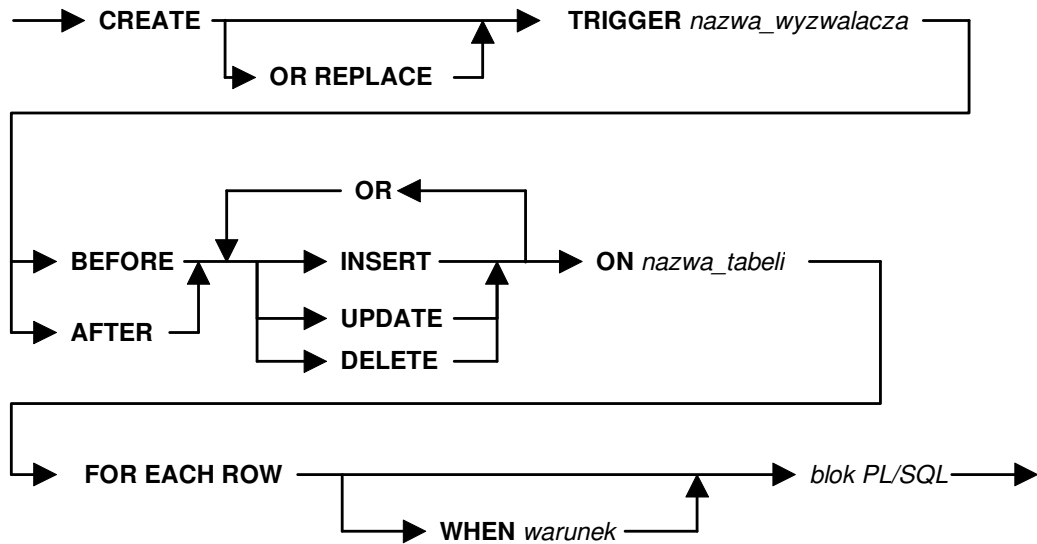 CREATE TRIGGER nazwa_wyzwalacza
OR REPLACE
OR
BEFORE INSERT ON nazwa_tabeli
UPDATE
AFTER
DELETE
FOR EACH ROW blok PL/SQL
WHEN warunek